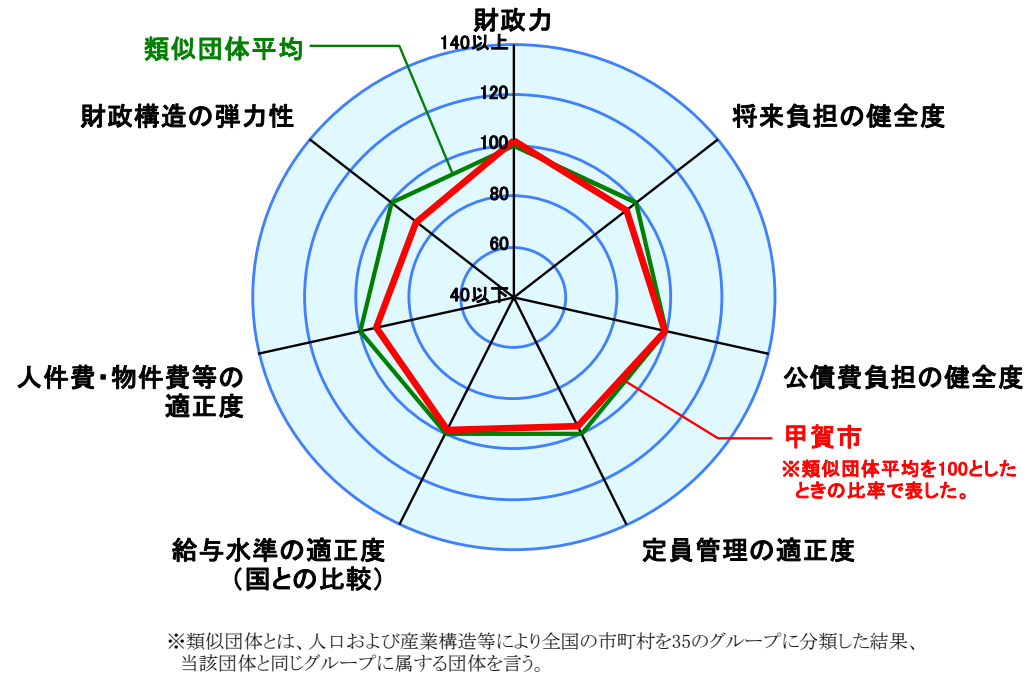 財政力
140以上
類似団体平均
120
財政構造の弾力性
将来負担の健全度
100
80
60
40以下
人件費・物件費等の
適正度
公債費負担の健全度
甲賀市
※類似団体平均を100とした
ときの比率で表した。
給与水準の適正度
（国との比較）
定員管理の適正度
※類似団体とは、人口および産業構造等により全国の市町村を35のグループに分類した結果、
当該団体と同じグループに属する団体を言う。